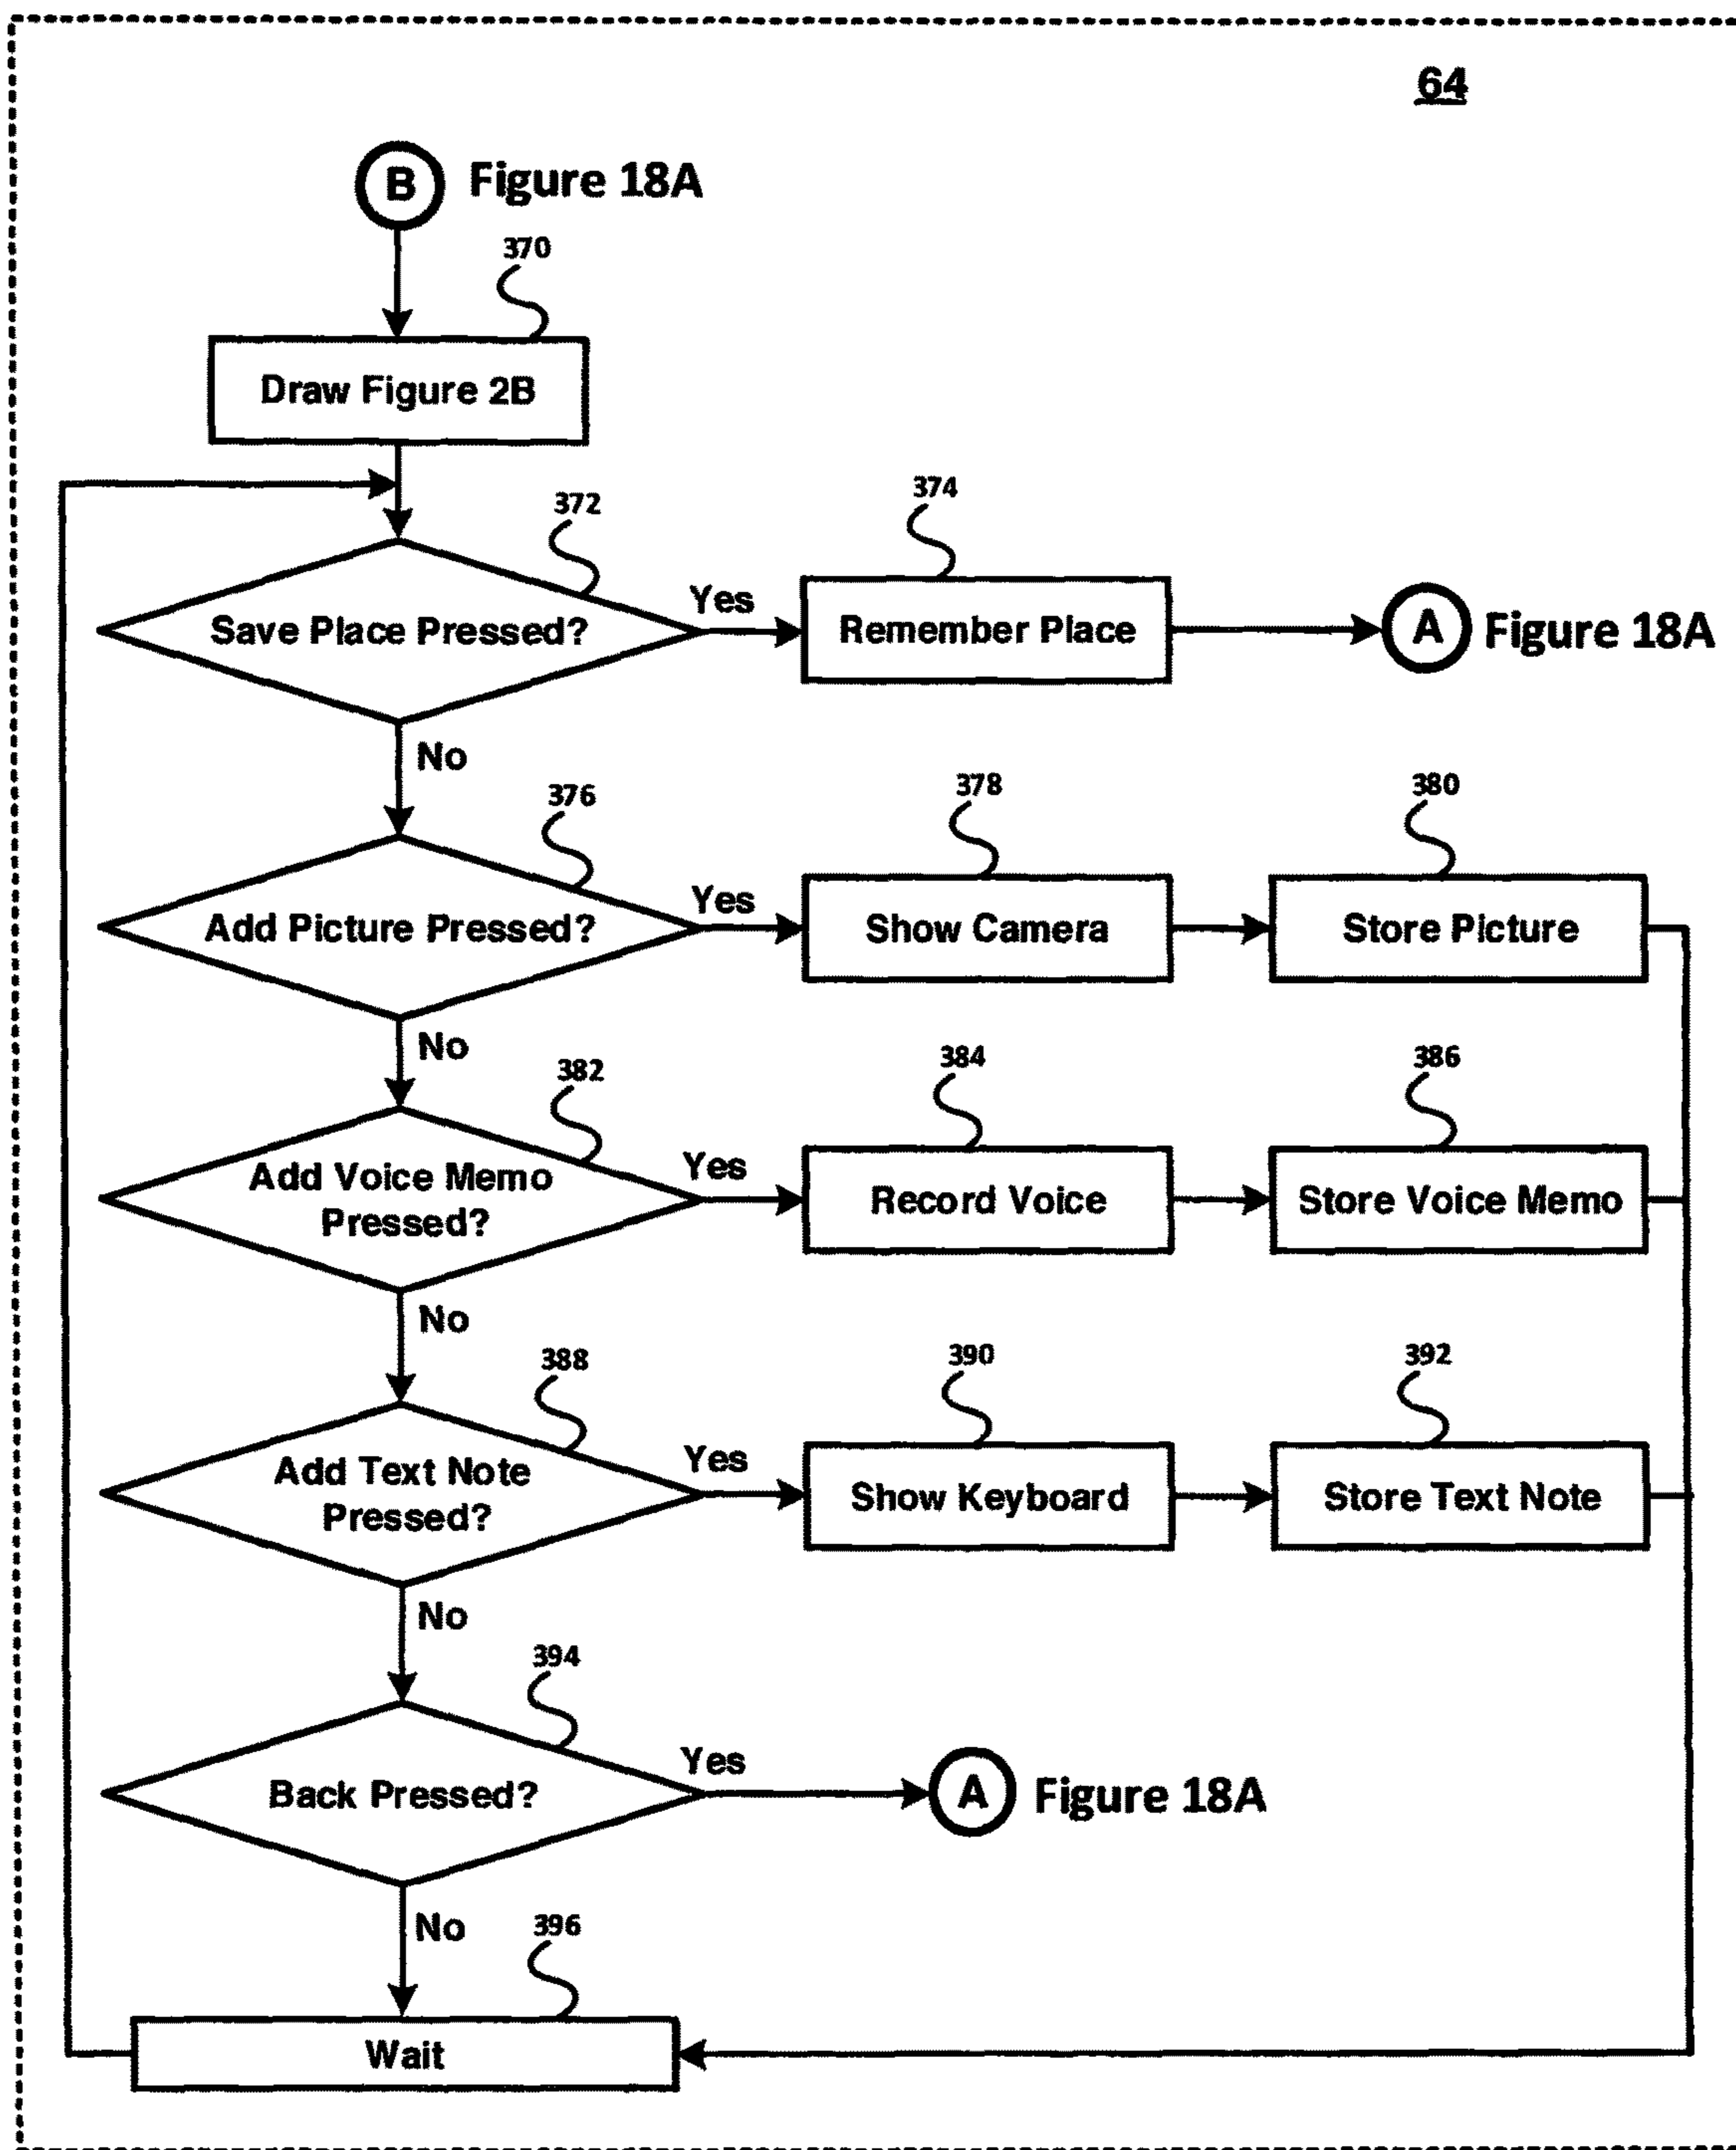 64
B Figure 18A
370
Draw Figure 2B
372
374
Save Place Pressed?
Yes
Remember Place
A Figure 18A
No
376
378
380
Add Picture Pressed?
Yes
Show Camera
Store Picture
No
382
384
386
Add Voice Memo
Pressed?
Yes
Record Voice
Store Voice Memo
No
388
390
392
Add Text Note
Pressed?
Yes
Show Keyboard
Store Text Note
No
394
Back Pressed?
Yes
A Figure 18A
No
396
Wait